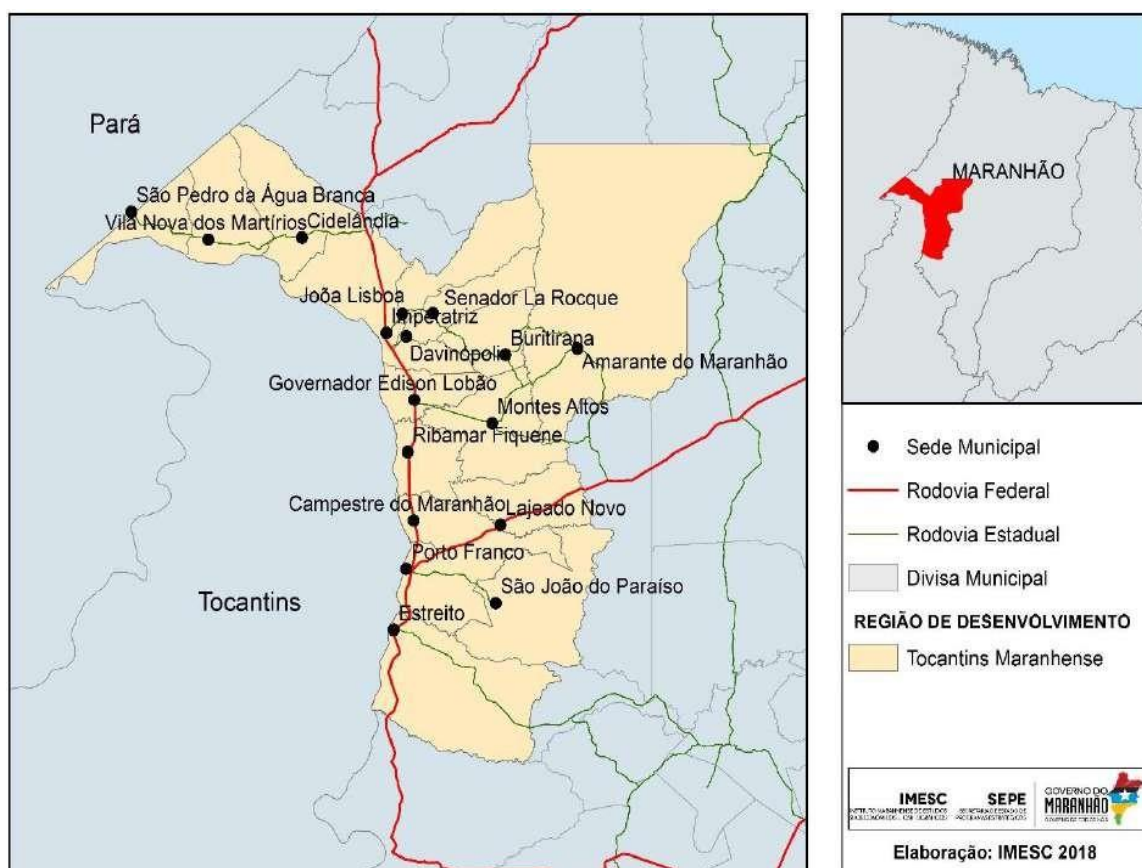 Pará
São Pedro da Água Branca
Vila Nova dos Martírios
Cidelândia
Joõa Lisboa
Senador La Rocque
Imperatriz
Davinópolis
Buritirana
Amarante do Maranhão
Governador Edison Lobão
Montes Altos
Ribamar Fiquene
Campestre do Maranhão
Lajeado Novo
Porto Franco
São João do Paraíso
Tocantins
Estreito
MARANHÃO
Sede Municipal
Rodovia Federal
Rodovia Estadual
Divisa Municipal
REGIÃO DE DESENVOLVIMENTO
Tocantins Maranhense
IMESC
SEPE
GOVERNO DO
MARANHÃO
Elaboração: IMESC 2018